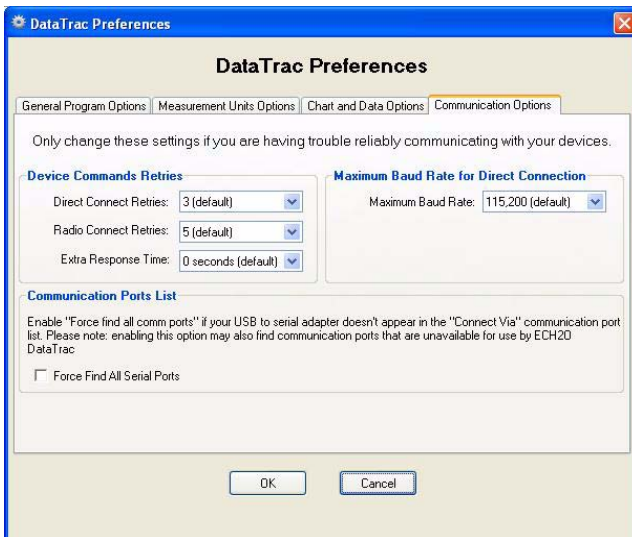 DataTrac Preferences
DataTrac Preferences
General Program Options Measurement Units Options Chart and Data Options Communication Options
Only change these settings if you are having trouble reliably communicating with your devices.
Device Commands Retries
Direct Connect Retries: 3 (default)
Radio Connect Retries: 5 (default)
Extra Response Time: 0 seconds (default)
Maximum Baud Rate for Direct Connection
Maximum Baud Rate: 115,200 (default)
Communication Ports List
Enable "Force find all comm ports" if your USB to serial adapter doesn't appear in the "Connect Via" communication port
list. Please note: enabling this option may also find communication ports that are unavailable for use by ECH2O
DataTrac
Force Find All Serial Ports
OK Cancel